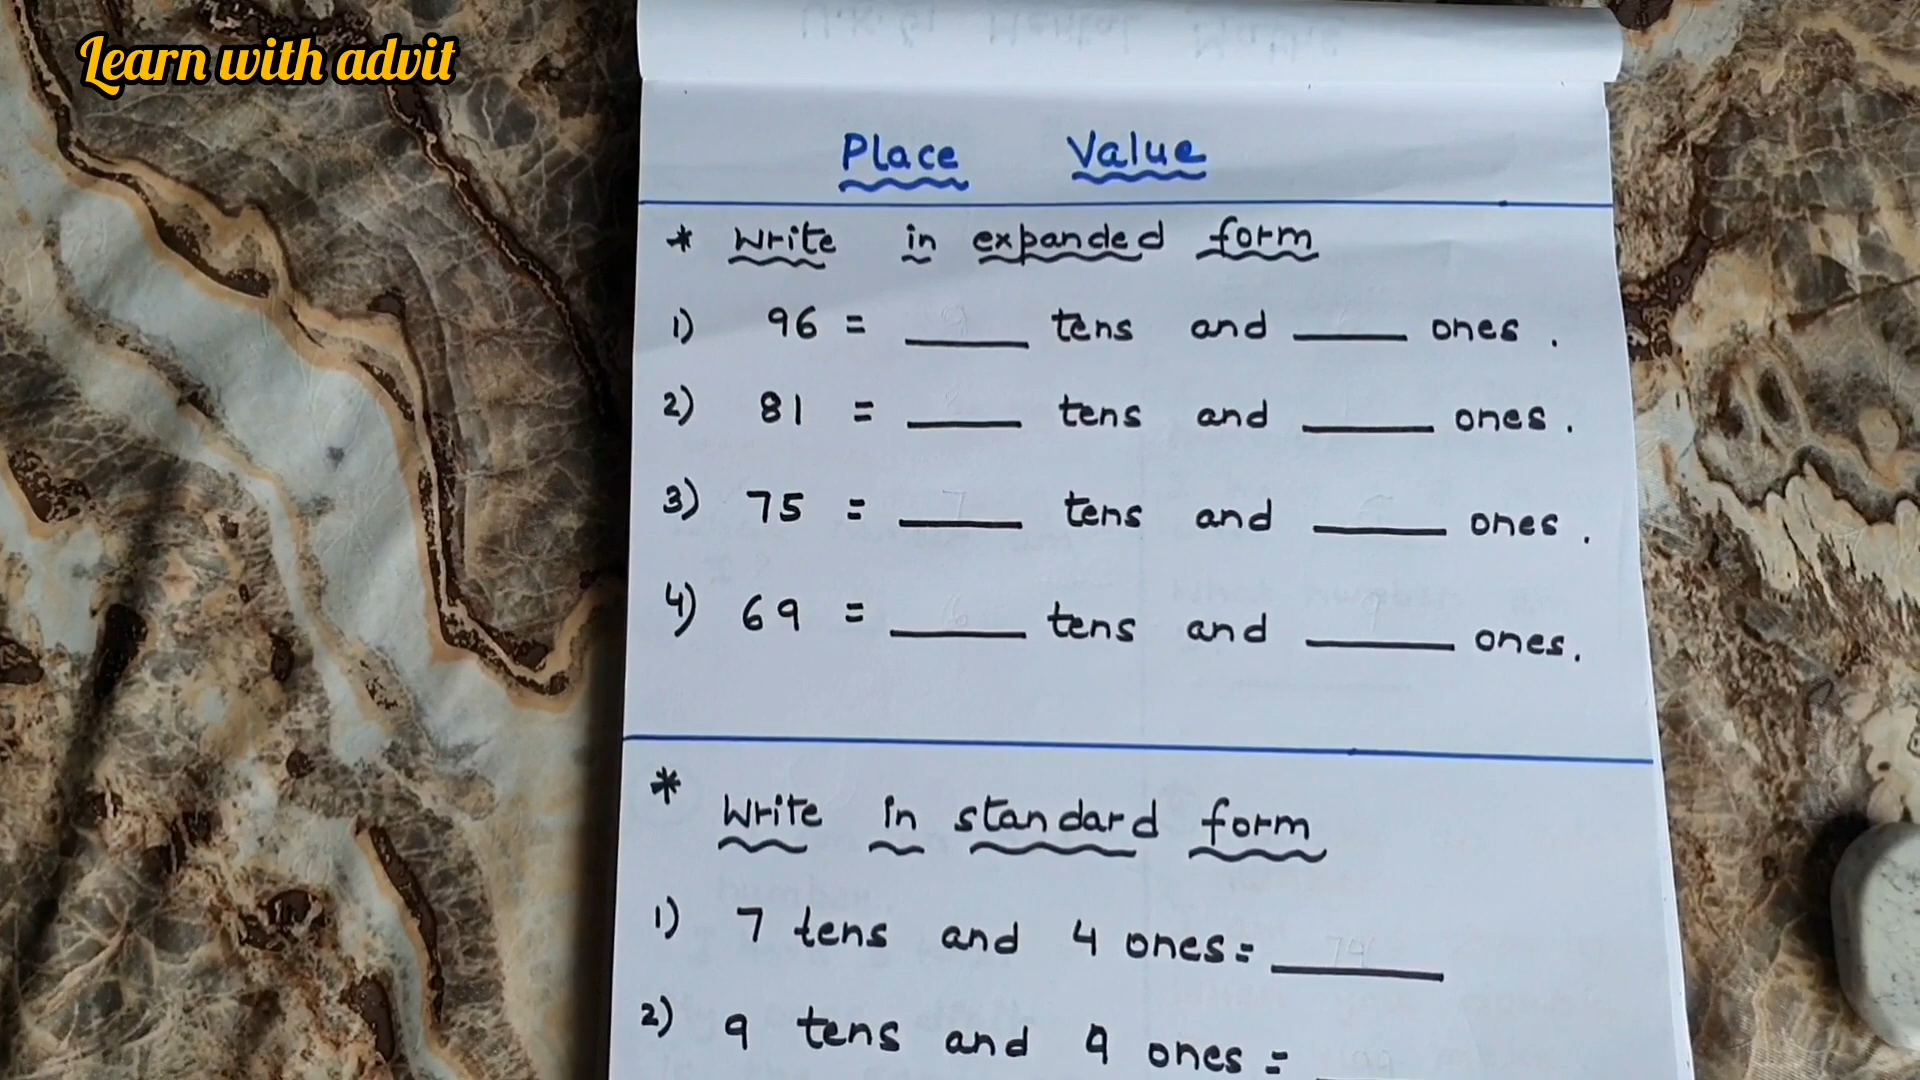 Learn with advit
Place Value
* Write in expanded form
1) 96 = ____ tens and ____ ones.
2) 81 = ____ tens and ____ ones.
3) 75 = ____ tens and ____ ones.
4) 69 = ____ tens and ____ ones.
* Write in standard form
1) 7 tens and 4 ones = ____
2) 9 tens and 9 ones = ____